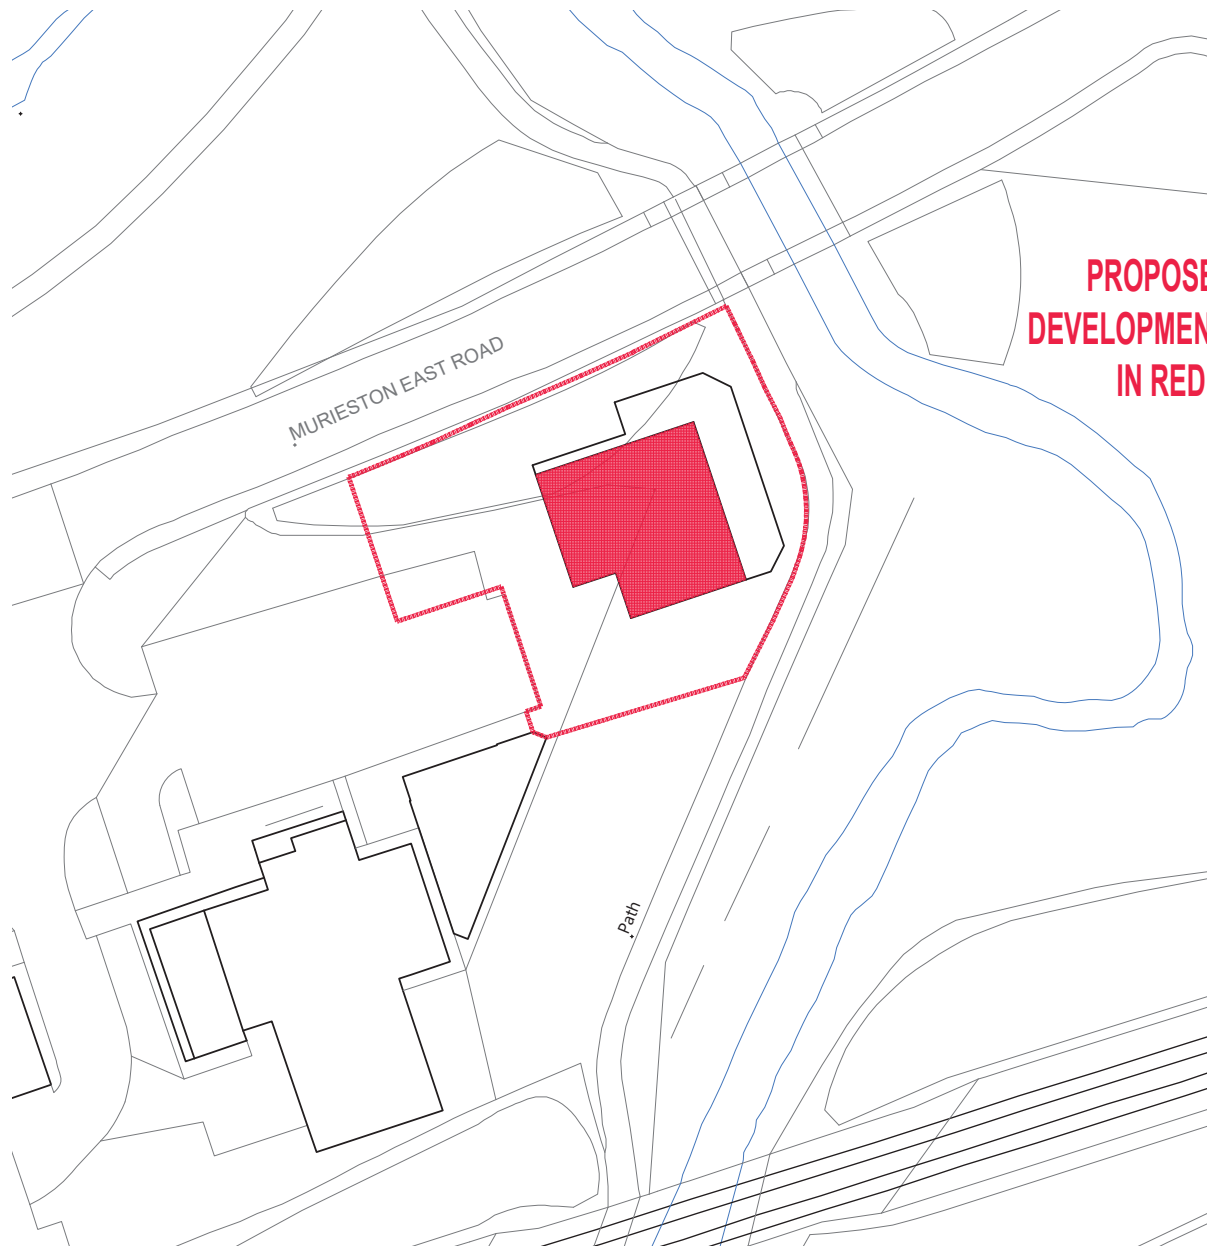 PROPOSE
DEVELOPMEN
IN RED
MURIESTON EAST ROAD
Path